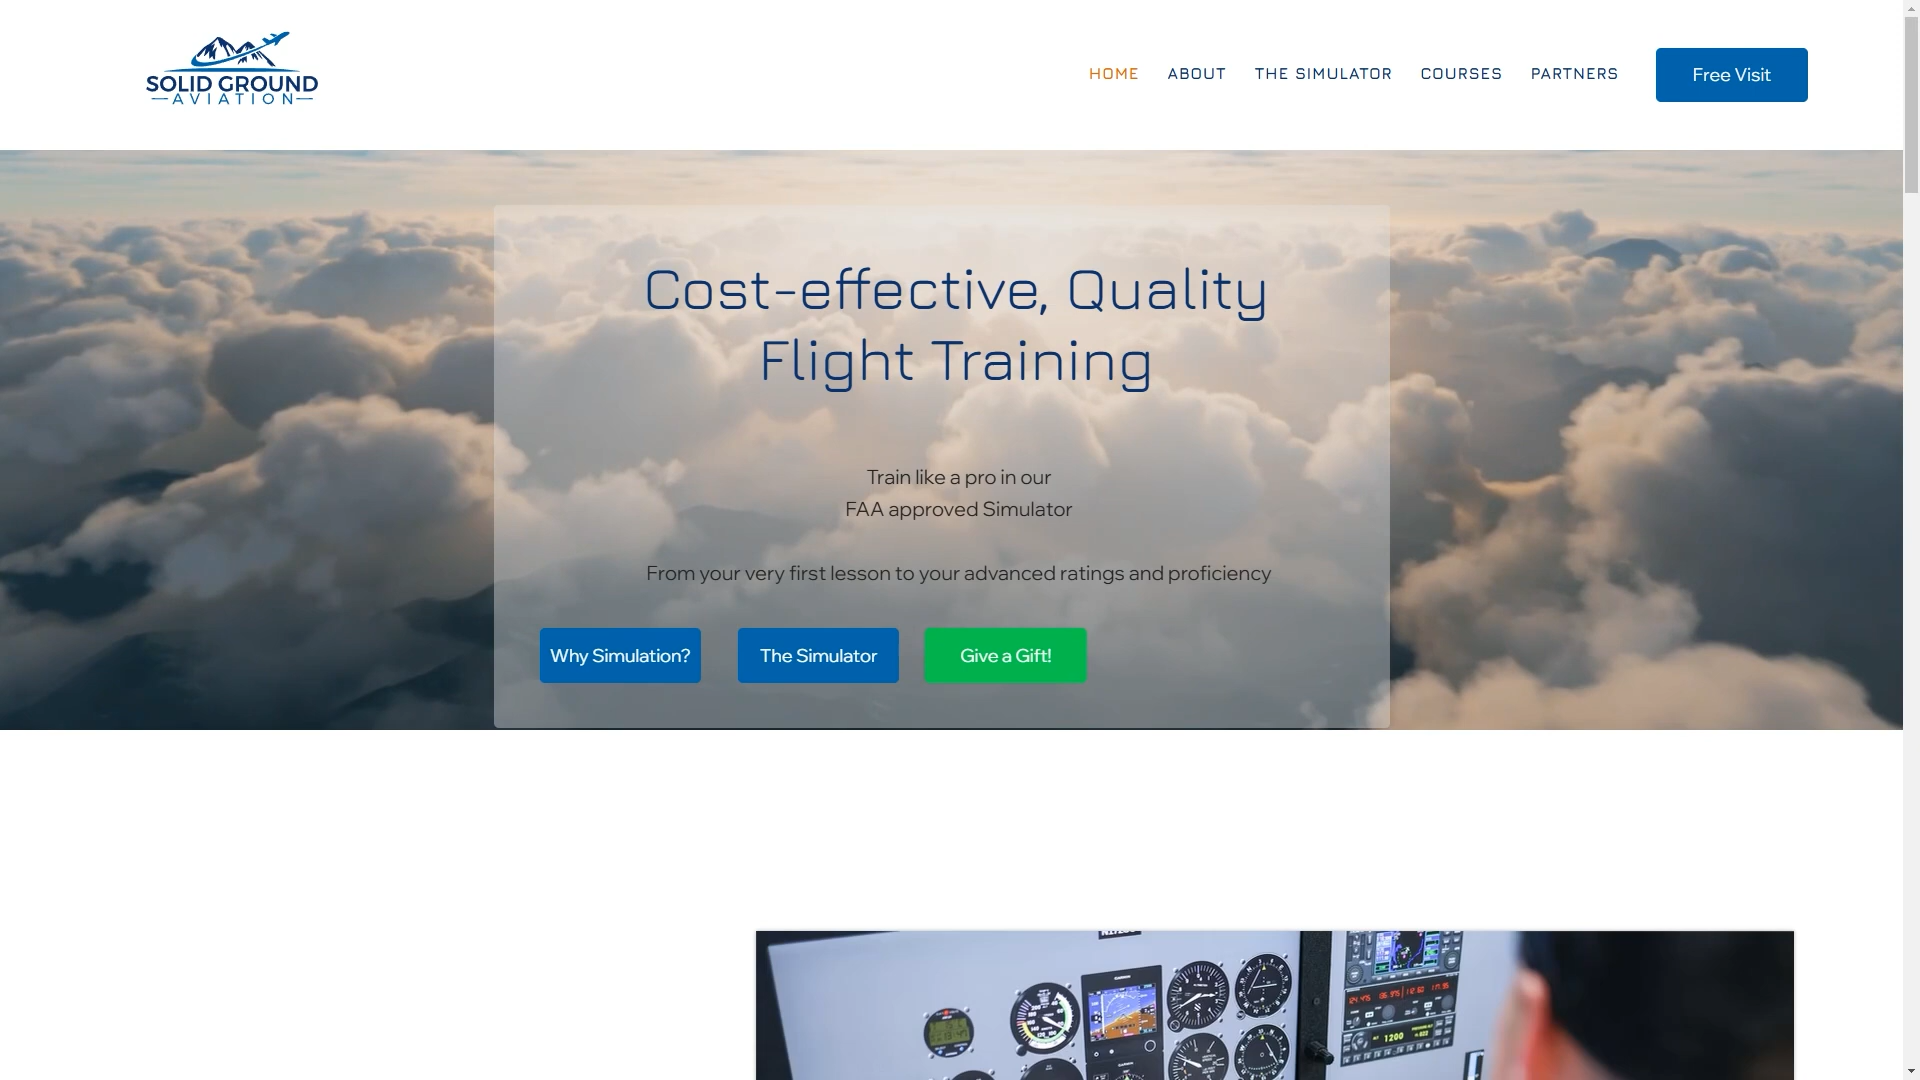 SOLID GROUND
AVIATION
HOME ABOUT THE SIMULATOR COURSES PARTNERS Free Visit
Cost-effective, Quality
Flight Training
Train like a pro in our
FAA approved Simulator
From your very first lesson to your advanced ratings and proficiency
Why Simulation? The Simulator Give a Gift!